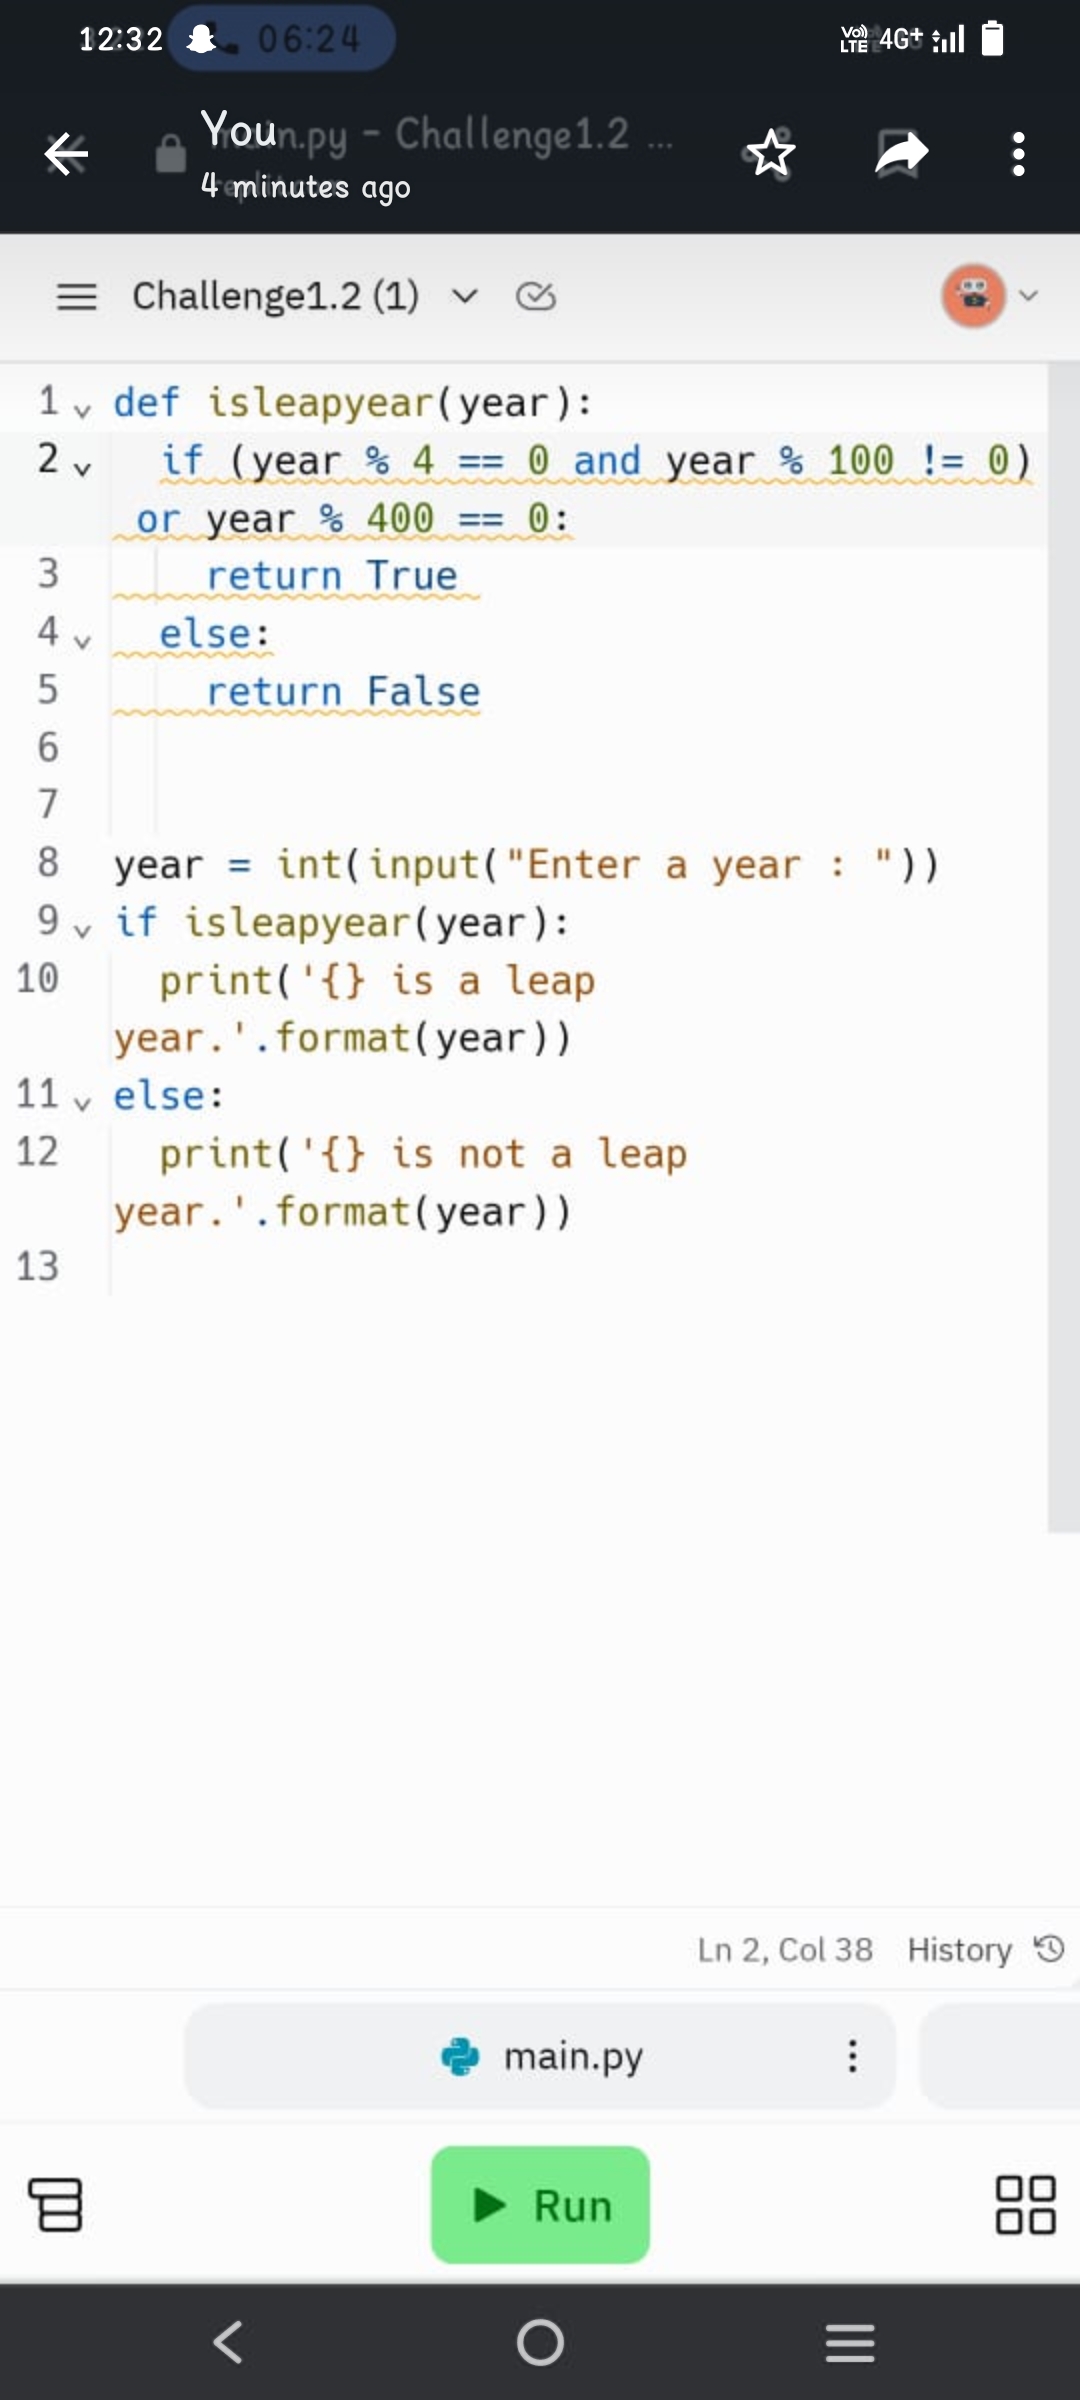 12:32 06:24 Vo)) LTE 4G+
You
main.py - Challenge1.2 ...
4 minutes ago
Challenge1.2 (1)
1 def isleapyear(year):
2 if (year % 4 == 0 and year % 100 != 0)
or year % 400 == 0:
3 return True
4 else:
5 return False
6
7
8 year = int(input("Enter a year : "))
9 if isleapyear(year):
10 print('{} is a leap
year.'.format(year))
11 else:
12 print('{} is not a leap
year.'.format(year))
13
Ln 2, Col 38 History
main.py
Run